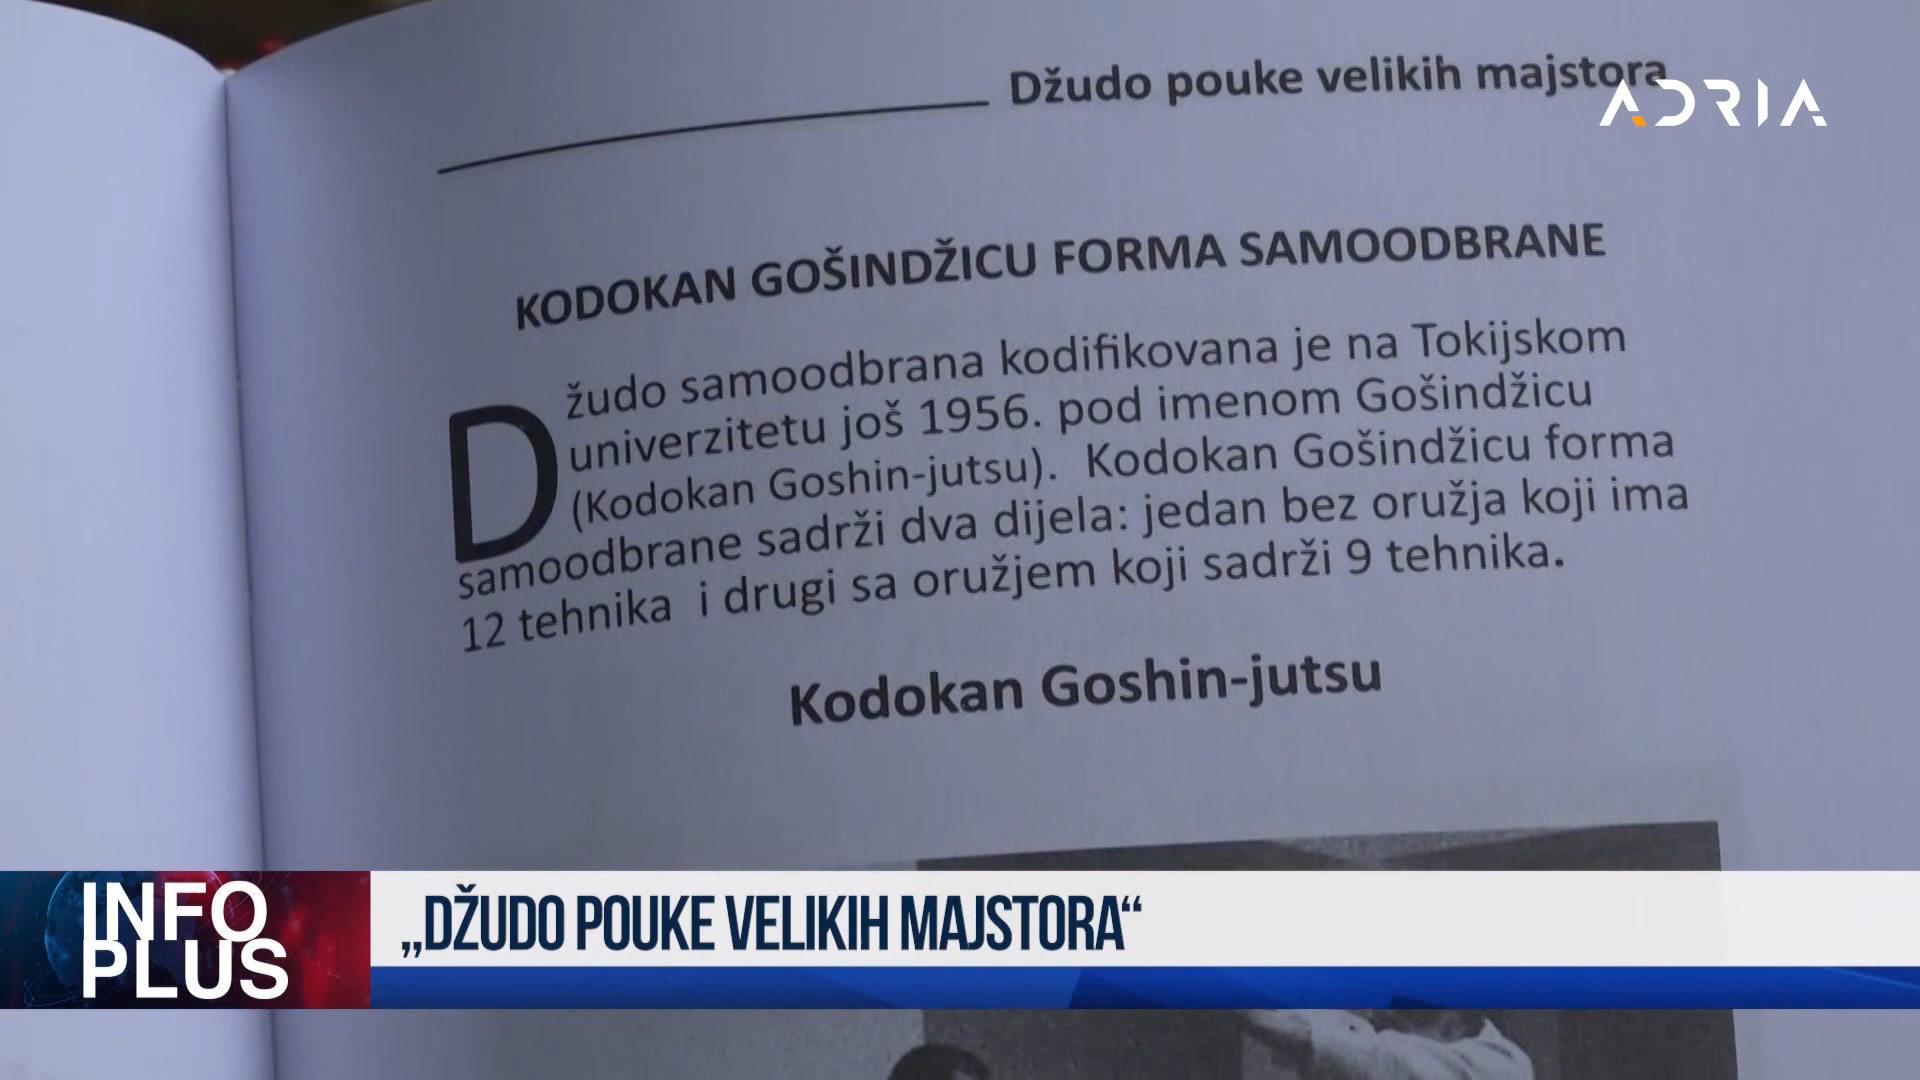 Džudo pouke velikih majstora
ADRIA
KODOKAN GOŠINDŽICU FORMA SAMOODBRANE
Džudo samoodbrana kodifikovana je na Tokijskom
univerzitetu još 1956. pod imenom Gošindžicu
(Kodokan Goshin-jutsu). Kodokan Gošindžicu forma
samoodbrane sadrži dva dijela: jedan bez oružja koji ima
12 tehnika i drugi sa oružjem koji sadrži 9 tehnika.
Kodokan Goshin-jutsu
INFO
PLUS
„DŽUDO POUKE VELIKIH MAJSTORA“